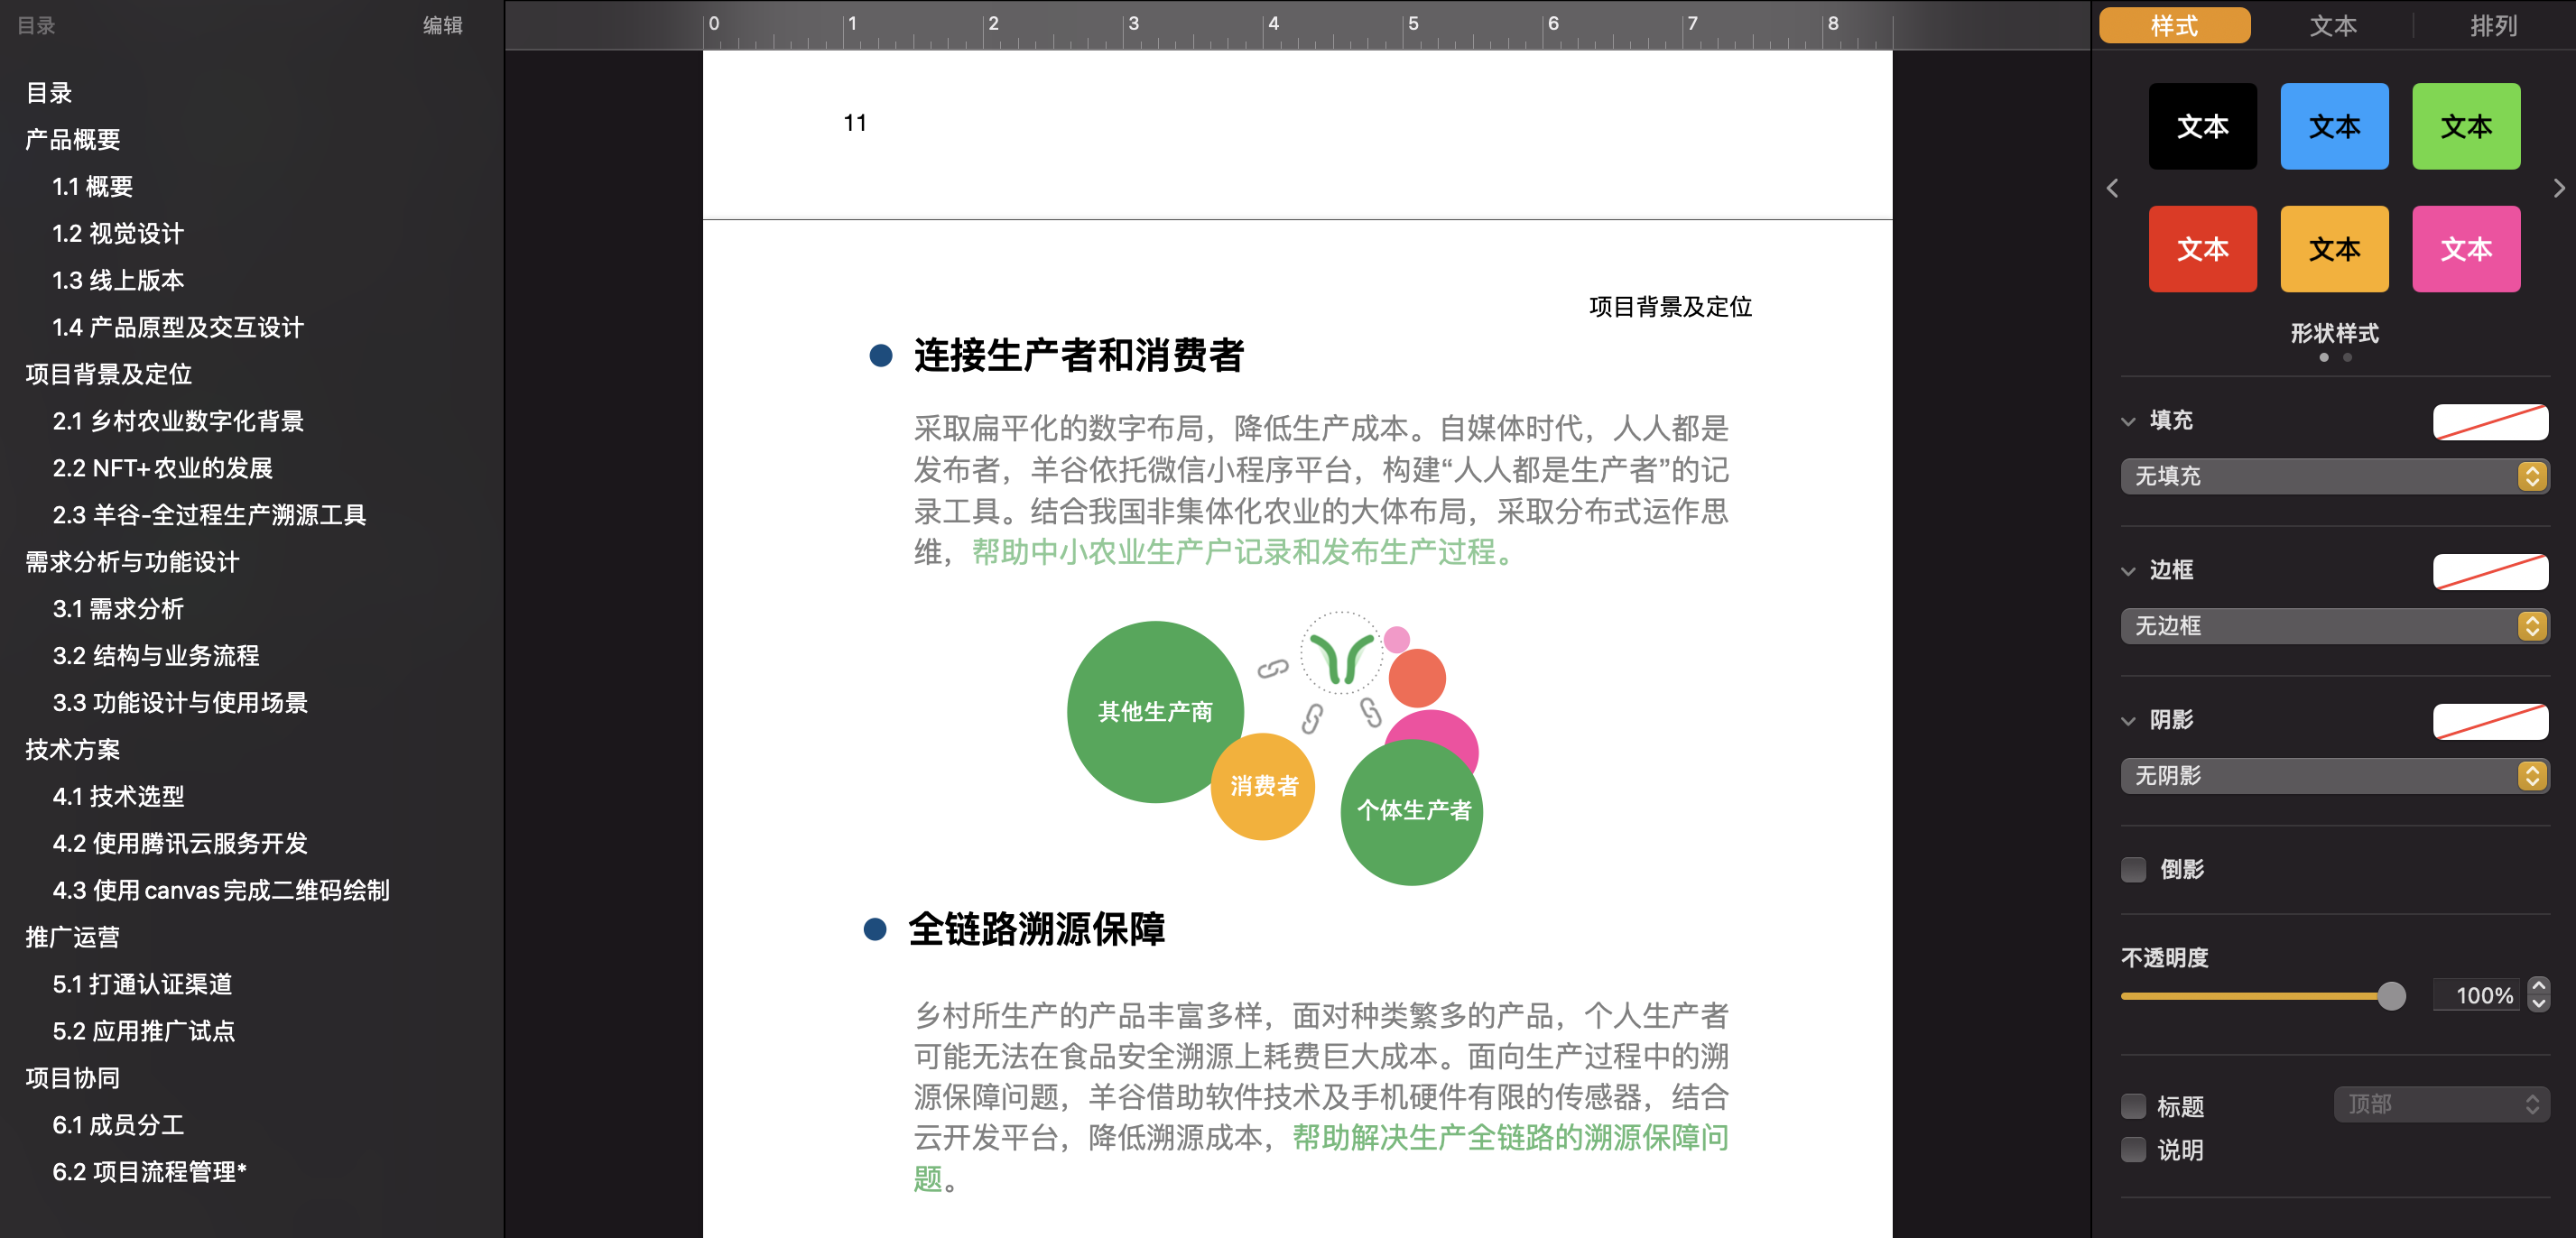 目录
编辑
目录
产品概要
1.1 概要
1.2 视觉设计
1.3 线上版本
1.4 产品原型及交互设计
项目背景及定位
2.1 乡村农业数字化背景
2.2 NFT+农业的发展
2.3 羊谷-全过程生产溯源工具
需求分析与功能设计
3.1 需求分析
3.2 结构与业务流程
3.3 功能设计与使用场景
技术方案
4.1 技术选型
4.2 使用腾讯云服务开发
4.3 使用canvas完成二维码绘制
推广运营
5.1 打通认证渠道
5.2 应用推广试点
项目协同
6.1 成员分工
6.2 项目流程管理*
0 1 2 3 4 5 6 7 8
11
项目背景及定位
连接生产者和消费者
采取扁平化的数字布局，降低生产成本。自媒体时代，人人都是
发布者，羊谷依托微信小程序平台，构建“人人都是生产者”的记
录工具。结合我国非集体化农业的大体布局，采取分布式运作思
维，帮助中小农业生产户记录和发布生产过程。
其他生产商
消费者
个体生产者
全链路溯源保障
乡村所生产的产品丰富多样，面对种类繁多的产品，个人生产者
可能无法在食品安全溯源上耗费巨大成本。面向生产过程中的溯
源保障问题，羊谷借助软件技术及手机硬件有限的传感器，结合
云开发平台，降低溯源成本，帮助解决生产全链路的溯源保障问
题。
样式 文本 排列
文本 文本 文本
文本 文本 文本
形状样式
填充
无填充
边框
无边框
阴影
无阴影
倒影
不透明度
100%
标题 顶部
说明